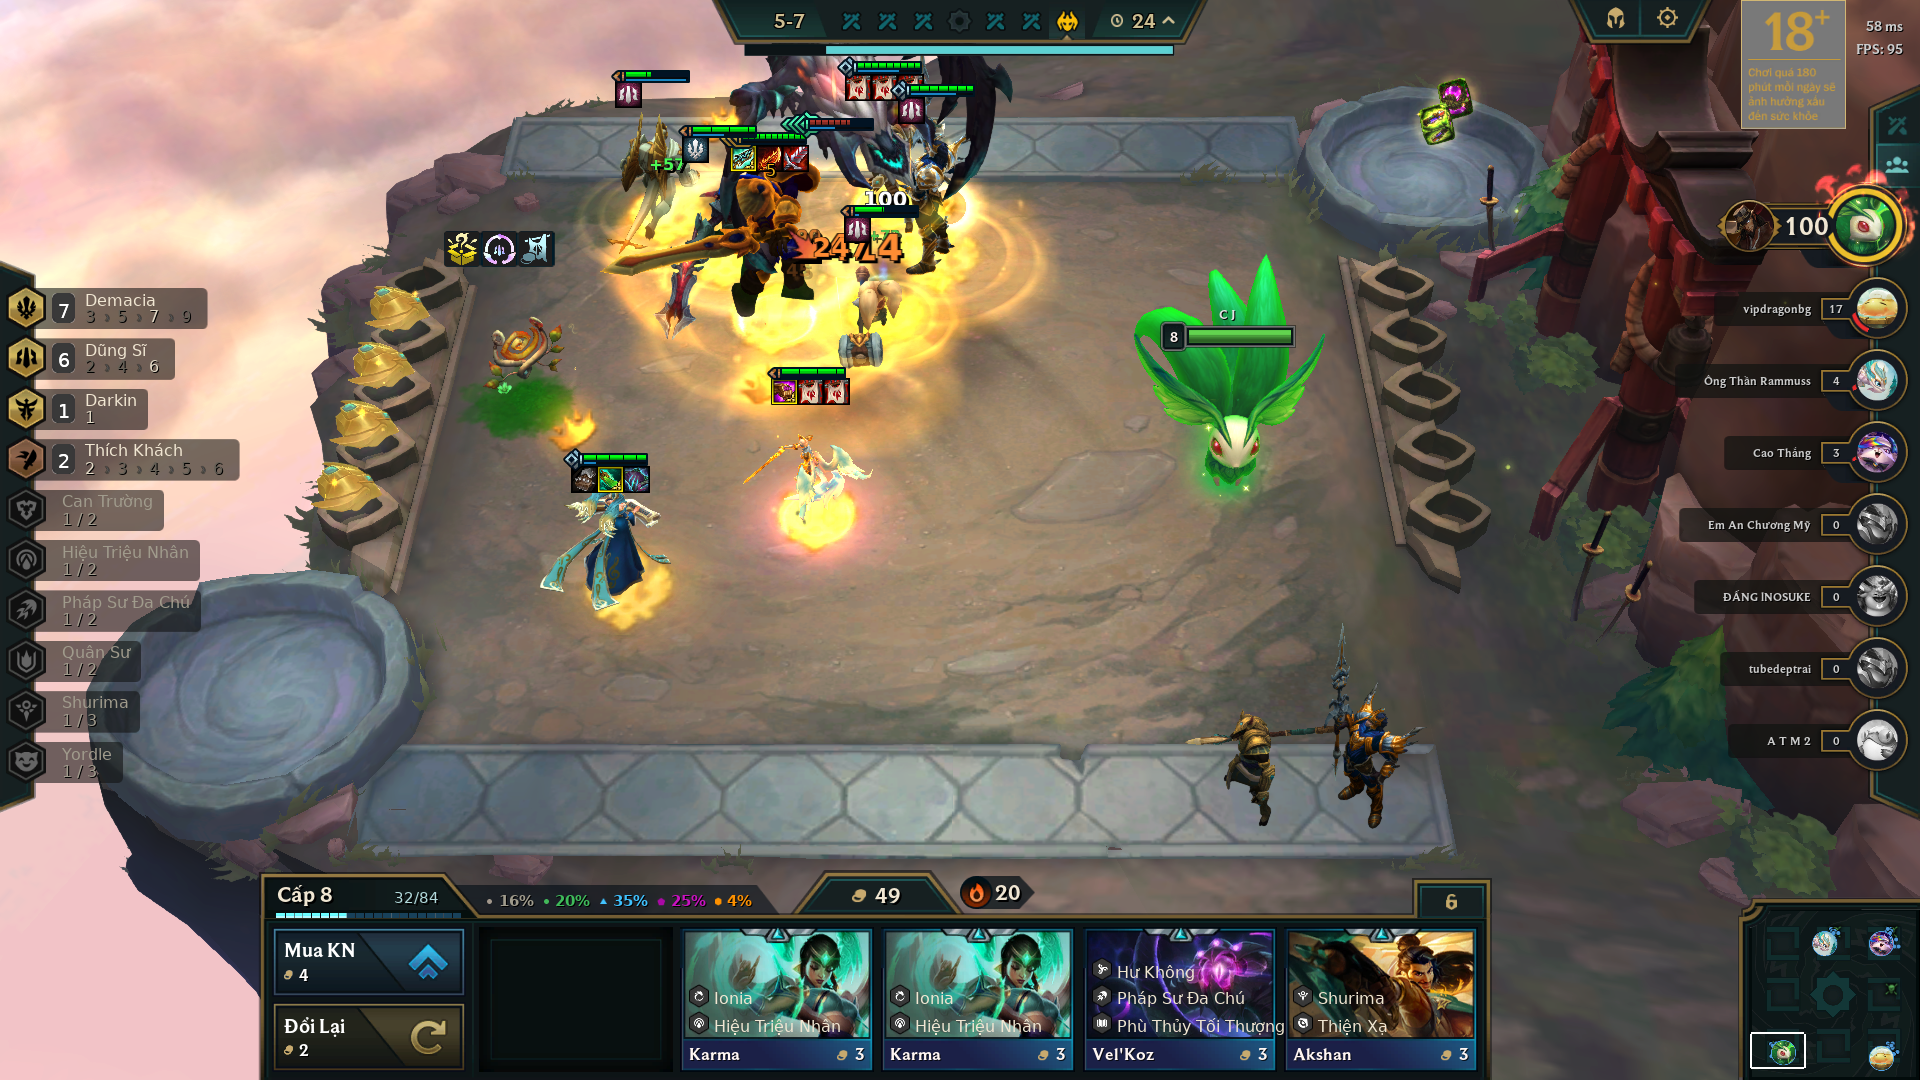 5-7
24
18+
Chơi quá 180
phút mỗi ngày sẽ
ảnh hưởng xấu
đến sức khỏe
58 ms
FPS: 95
+57
100
8
C J
100
vipdragonbg
17
Ông Thần Rammuss
4
Cao Thắng
3
Em An Chương Mỹ
0
ĐẤNG INOSUKE
0
tubedeptrai
0
A T M 2
0
7
Demacia
3 › 5 › 7 › 9
6
Dũng Sĩ
2 › 4 › 6
1
Darkin
1
2
Thích Khách
2 › 3 › 4 › 5 › 6
Can Trường
1 / 2
Hiệu Triệu Nhân
1 / 2
Pháp Sư Đa Chú
1 / 2
Quân Sư
1 / 2
Shurima
1 / 3
Yordle
1 / 3
Cấp 8
32/84
16%
20%
35%
25%
4%
49
20
6
Mua KN
4
Đổi Lại
2
Ionia
Hiệu Triệu Nhân
Karma
3
Ionia
Hiệu Triệu Nhân
Karma
3
Hư Không
Pháp Sư Đa Chú
Phù Thủy Tối Thượng
Vel'Koz
3
Shurima
Thiện Xạ
Akshan
3